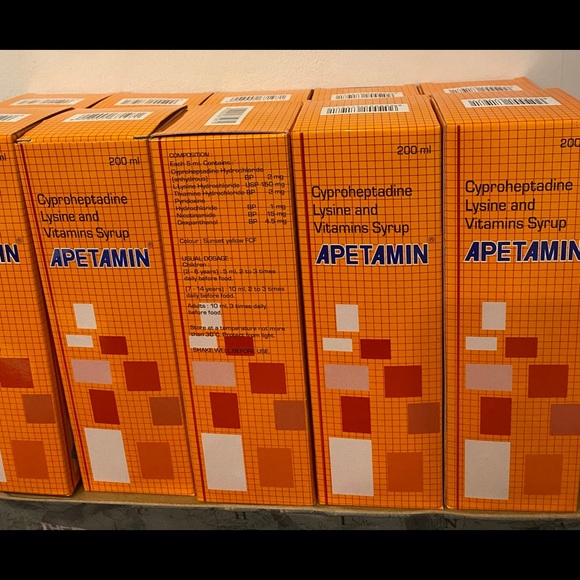 200 ml
Cyproheptadine
Lysine and
Vitamins Syrup
APETAMIN
COMPOSITION
Each 5 mL Contains:
Cyproheptadine Hydrochloride
(anhydrous) BP 2 mg
L-Lysine Hydrochloride USP 150 mg
Thiamine Hydrochloride BP 2 mg
Pyridoxine
Hydrochloride BP 1 mg
Nicotinamide BP 15 mg
Dexpanthenol BP 4.5 mg
Colour : Sunset yellow FCF
USUAL DOSAGE
Children :
(2 - 6 years) : 5 ml, 2 to 3 times
daily before food.
(7 - 14 years) : 10 ml, 2 to 3 times
daily before food.
Adults : 10 ml, 3 times daily
before food.
Store at a temperature not more
than 30°C. Protect from light.
SHAKE WELL BEFORE USE.
200 ml
Cyproheptadine
Lysine and
Vitamins Syrup
APETAMIN®
200
Cyproheptadine
Lysine and
Vitamins Syrup
APETAMIN